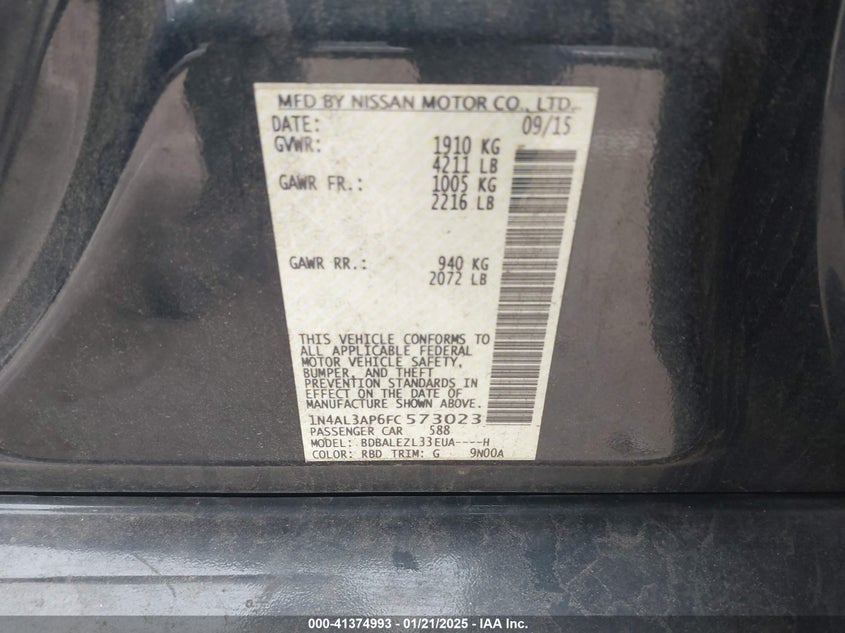 MFD BY NISSAN MOTOR CO., LTD.
DATE: 09/15
GVWR: 1910 KG
4211 LB
GAWR FR.: 1005 KG
2216 LB
GAWR RR.: 940 KG
2072 LB
THIS VEHICLE CONFORMS TO
ALL APPLICABLE FEDERAL
MOTOR VEHICLE SAFETY,
BUMPER, AND THEFT
PREVENTION STANDARDS IN
EFFECT ON THE DATE OF
MANUFACTURE SHOWN ABOVE.
1N4AL3AP6FC573023
PASSENGER CAR 588
MODEL: BDBALEZL33EUA----H
COLOR: RBD TRIM: G 9N00A
000-41374993 / 01/21/2025 - IAA Inc.